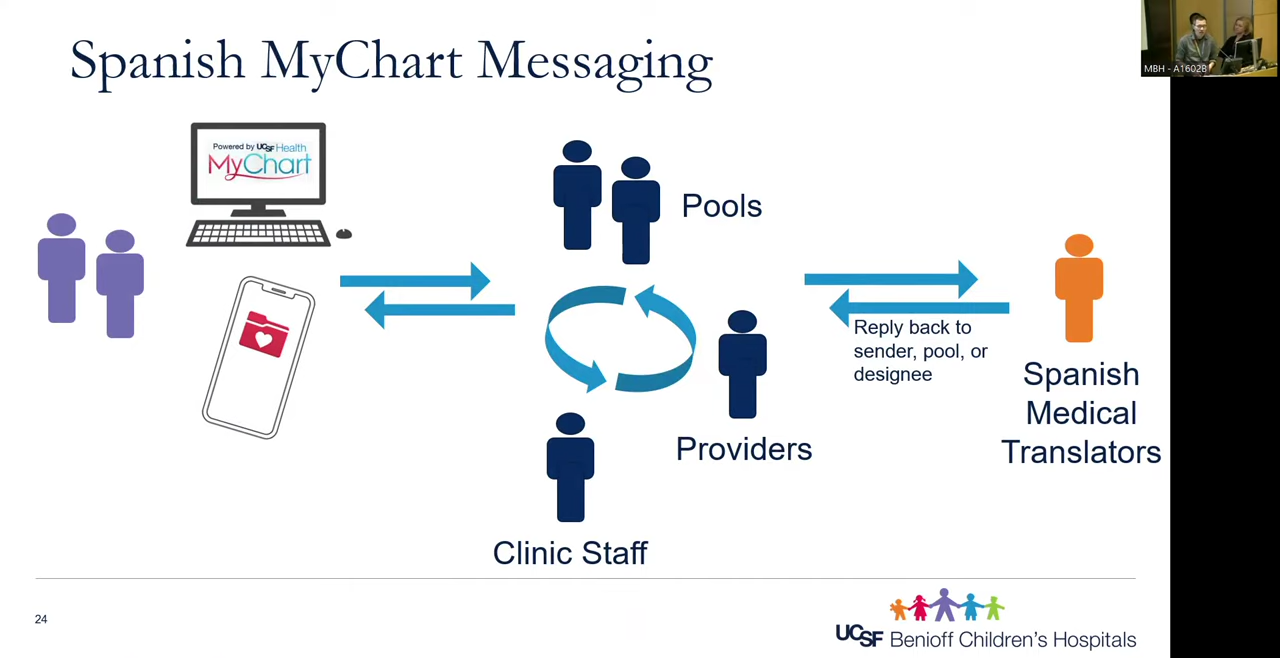 Spanish MyChart Messaging
MBH - A1602B
Powered by UCSF Health
MyChart
Pools
Reply back to
sender, pool, or
designee
Spanish
Medical
Translators
Providers
Clinic Staff
24
UCSF Benioff Children's Hospitals